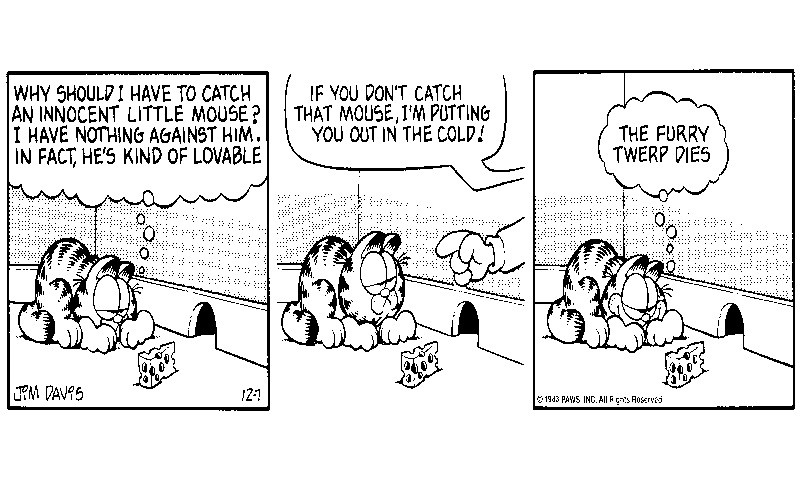 WHY SHOULD I HAVE TO CATCH
AN INNOCENT LITTLE MOUSE?
I HAVE NOTHING AGAINST HIM.
IN FACT, HE'S KIND OF LOVABLE
JIM DAVIS
12-7
IF YOU DON'T CATCH
THAT MOUSE, I'M PUTTING
YOU OUT IN THE COLD!
THE FURRY
TWERP DIES
PAWS, INC. All Rights Reserved